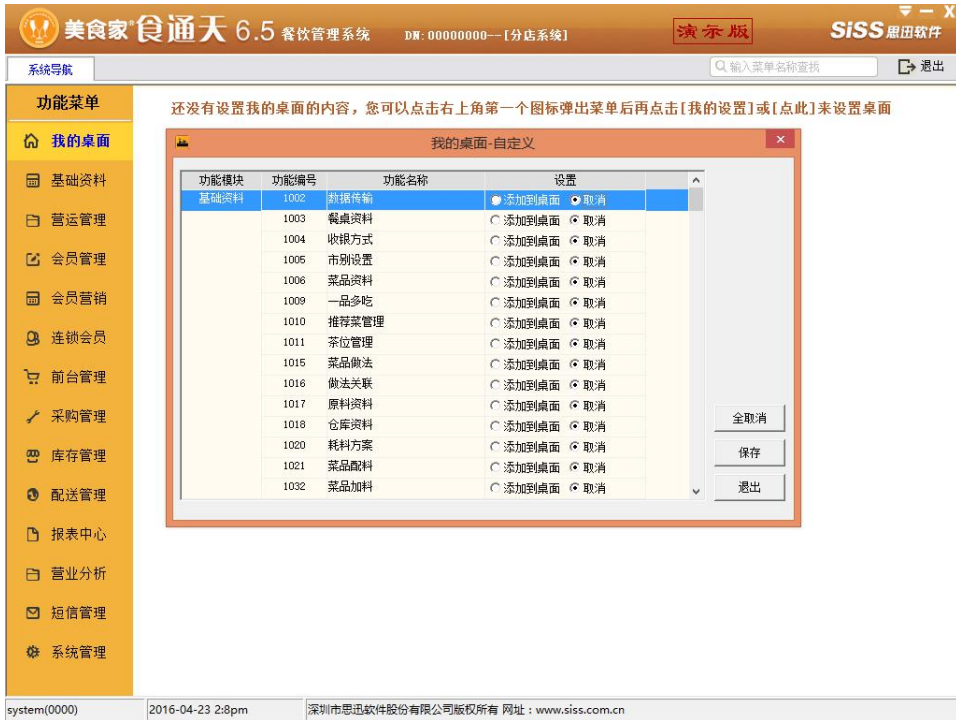 美食家 食通天 6.5 餐饮管理系统 DN:00000000--[分店系统] 演示版 SiSS 思迅软件
系统导航 输入菜单名称查找 退出
功能菜单
我的桌面
基础资料
营运管理
会员管理
会员营销
连锁会员
前台管理
采购管理
库存管理
配送管理
报表中心
营业分析
短信管理
系统管理
还没有设置我的桌面的内容，您可以点击右上角第一个图标弹出菜单后再点击[我的设置]或[点此]来设置桌面
我的桌面-自定义
功能模块 功能编号 功能名称 设置
基础资料 1002 数据传输 添加到桌面 取消
1003 餐桌资料 添加到桌面 取消
1004 收银方式 添加到桌面 取消
1005 市别设置 添加到桌面 取消
1006 菜品资料 添加到桌面 取消
1009 一品多吃 添加到桌面 取消
1010 推荐菜管理 添加到桌面 取消
1011 茶位管理 添加到桌面 取消
1015 菜品做法 添加到桌面 取消
1016 做法关联 添加到桌面 取消
1017 原料资料 添加到桌面 取消
1018 仓库资料 添加到桌面 取消
1020 耗料方案 添加到桌面 取消
1021 菜品配料 添加到桌面 取消
1032 菜品加料 添加到桌面 取消
全取消
保存
退出
system(0000) 2016-04-23 2:8pm 深圳市思迅软件股份有限公司版权所有 网址：www.siss.com.cn